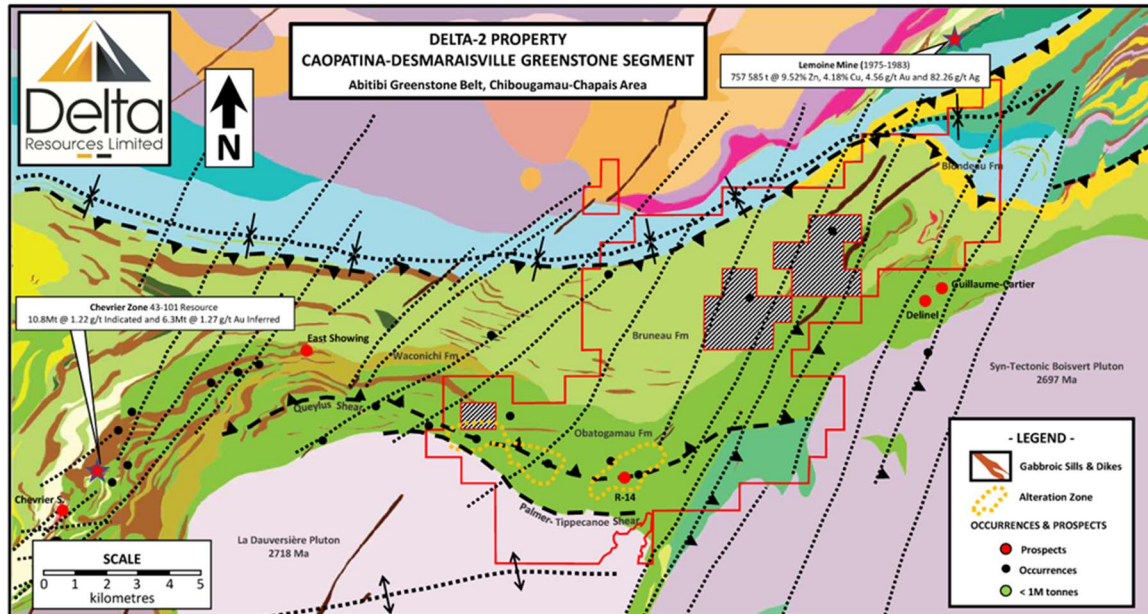 Delta
Resources Limited
N
DELTA-2 PROPERTY
CAOPATINA-DESMARAISVILLE GREENSTONE SEGMENT
Abitibi Greenstone Belt, Chibougamau-Chapais Area
Lemoine Mine (1975-1983)
757 585 t @ 9.52% Zn, 4.18% Cu, 4.56 g/t Au and 82.26 g/t Ag
Blondeau Fm
Chevrier Zone 43-101 Resource
10.8Mt @ 1.22 g/t Indicated and 6.3Mt @ 1.27 g/t Au Inferred
Guillaume-Cartier
Delinel
East Showing
Bruneau Fm
Waconichi Fm
Syn-Tectonic Boisvert Pluton
2697 Ma
Queylus Shear
Obatogamau Fm
R-14
Chevrier S.
Palmer-Tippecanoe Shear
La Dauversière Pluton
2718 Ma
SCALE
0 1 2 3 4 5
kilometres
- LEGEND -
Gabbroic Sills & Dikes
Alteration Zone
OCCURRENCES & PROSPECTS
Prospects
Occurrences
< 1M tonnes